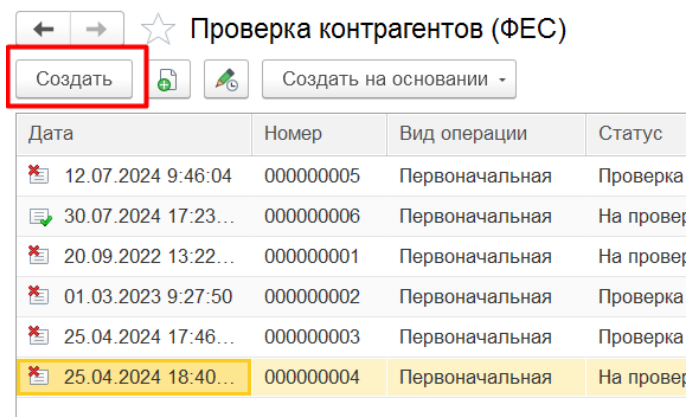 Проверка контрагентов (ФЕС)
Создать Создать на основании
Дата Номер Вид операции Статус
12.07.2024 9:46:04 000000005 Первоначальная Проверка
30.07.2024 17:23... 000000006 Первоначальная На провер
20.09.2022 13:22... 000000001 Первоначальная На провер
01.03.2023 9:27:50 000000002 Первоначальная Проверка
25.04.2024 17:46... 000000003 Первоначальная Проверка
25.04.2024 18:40... 000000004 Первоначальная На провер